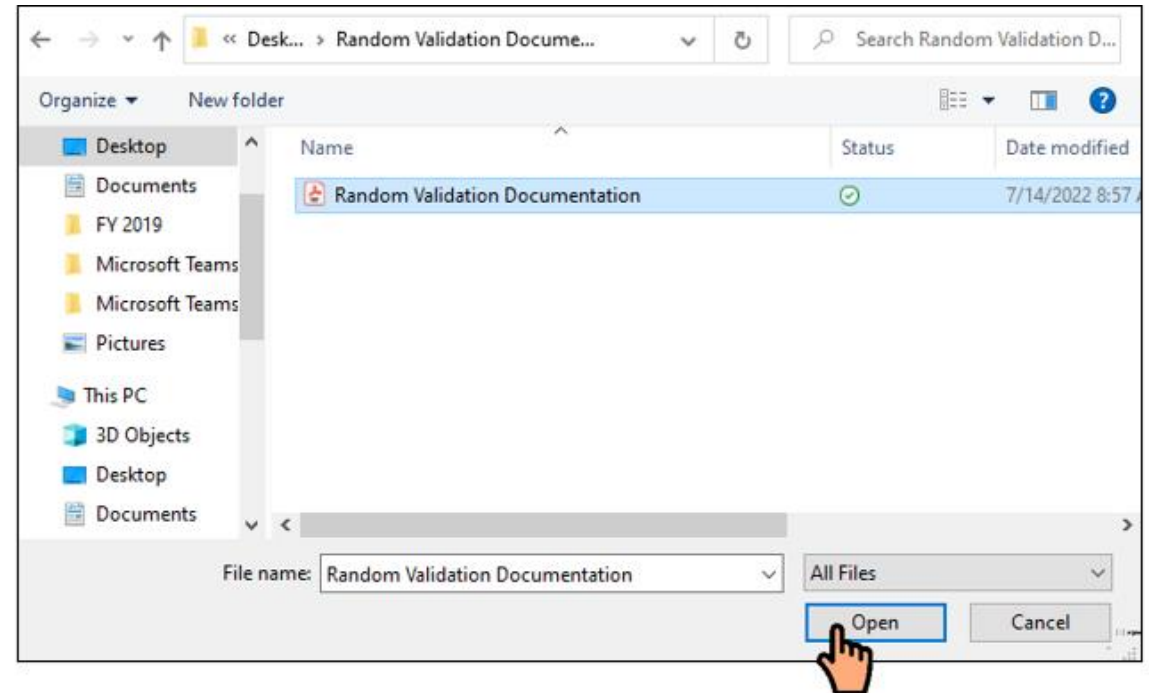 « Desk... › Random Validation Docume...
Search Random Validation D...
Organize
New folder
?
Name
Status
Date modified
Desktop
Documents
FY 2019
Microsoft Teams
Microsoft Teams
Pictures
This PC
3D Objects
Desktop
Documents
Random Validation Documentation
7/14/2022 8:57
File name:
Random Validation Documentation
All Files
Open
Cancel